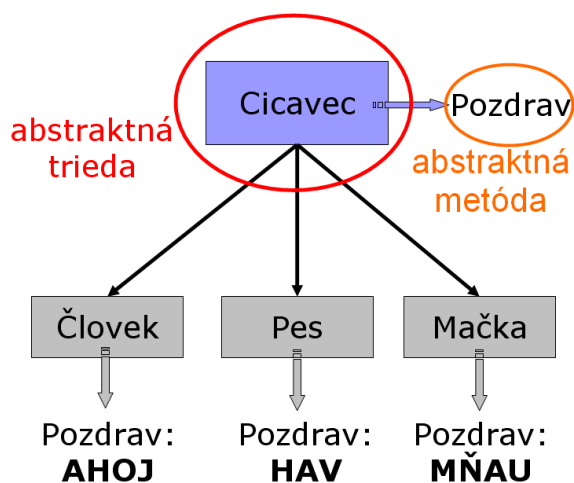 Cicavec
Pozdrav
abstraktná
trieda
abstraktná
metóda
Človek
Pes
Mačka
Pozdrav:
AHOJ
Pozdrav:
HAV
Pozdrav:
MŇAU